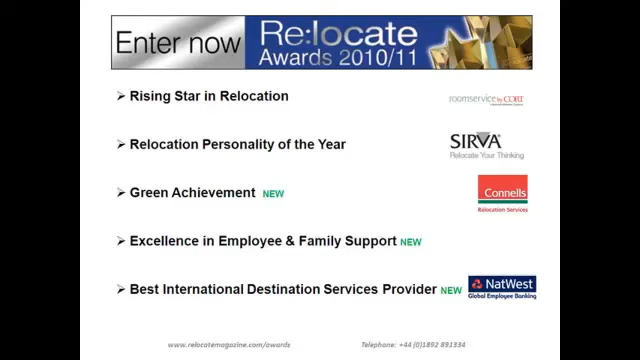 Enter now
Re:locate
Awards 2010/11
➢ Rising Star in Relocation
roomservice by CORT
➢ Relocation Personality of the Year
SIRVA
Relocate Your Thinking
➢ Green Achievement NEW
Connells
Relocation Services
➢ Excellence in Employee & Family Support NEW
➢ Best International Destination Services Provider NEW
NatWest
Global Employee Banking
www.relocatemagazine.com/awards
Telephone: +44 (0)1892 891334